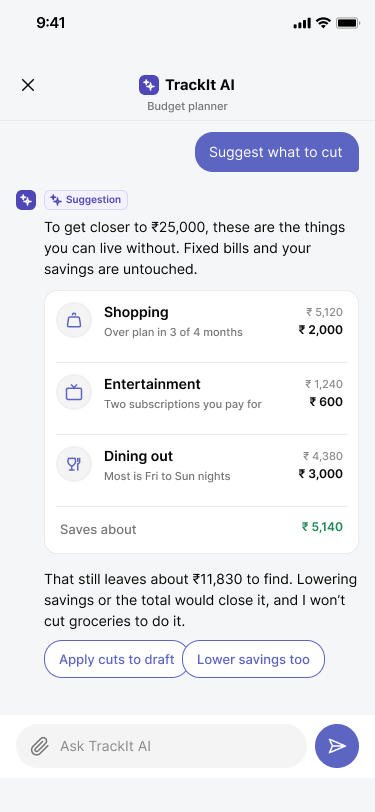 9:41
TrackIt AI
Budget planner
Suggest what to cut
Suggestion
To get closer to ₹25,000, these are the things
you can live without. Fixed bills and your
savings are untouched.
Shopping
₹ 5,120
Over plan in 3 of 4 months
₹ 2,000
Entertainment
₹ 1,240
Two subscriptions you pay for
₹ 600
Dining out
₹ 4,380
Most is Fri to Sun nights
₹ 3,000
Saves about
₹ 5,140
That still leaves about ₹11,830 to find. Lowering
savings or the total would close it, and I won’t
cut groceries to do it.
Apply cuts to draft
Lower savings too
Ask TrackIt AI